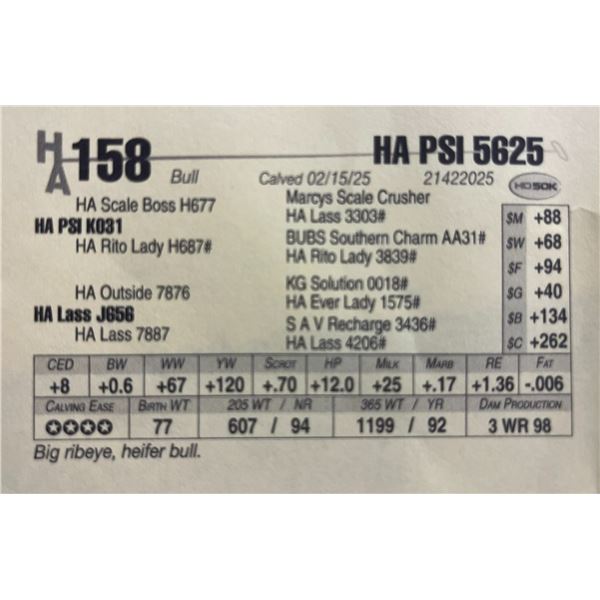 HA 158 HA PSI 5625
Bull Calved 02/15/25 21422025 HD50K
HA Scale Boss H677
HA PSI K031
HA Rito Lady H687#
HA Outside 7876
HA Lass J656
HA Lass 7887
Marcys Scale Crusher
HA Lass 3303#
BUBS Southern Charm AA31#
HA Rito Lady 3839#
KG Solution 0018#
HA Ever Lady 1575#
S A V Recharge 3436#
HA Lass 4206#
$M +88
$W +68
$F +94
$G +40
$B +134
$C +262
CED BW WW YW SCROT HP MILK MARB RE FAT
+8 +0.6 +67 +120 +.70 +12.0 +25 +.17 +1.36 -.006
CALVING EASE BIRTH WT 205 WT / NR 365 WT / YR DAM PRODUCTION
✪✪✪✪ 77 607 / 94 1199 / 92 3 WR 98
Big ribeye, heifer bull.